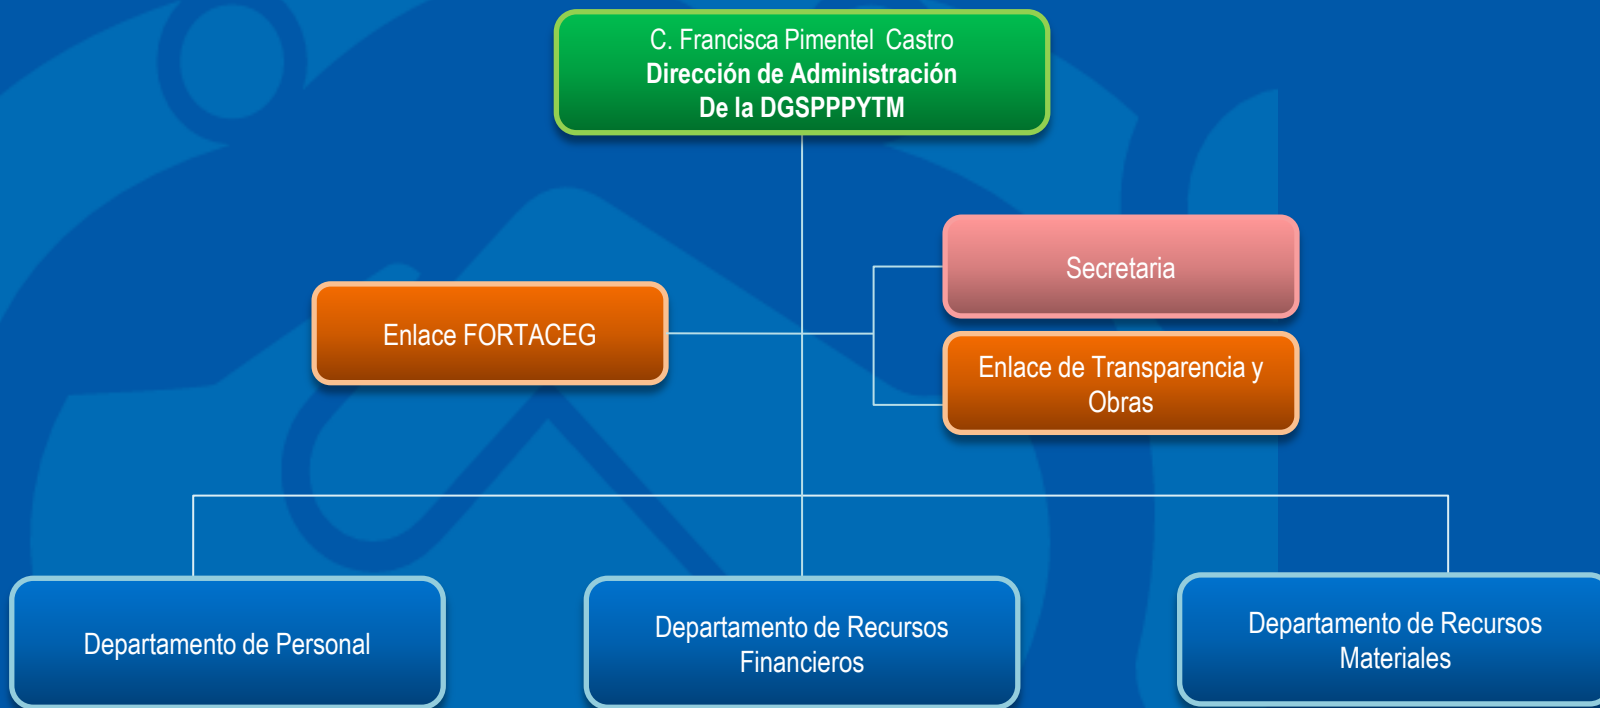 C. Francisca Pimentel Castro
Dirección de Administración
De la DGSPPPYTM
Secretaria
Enlace FORTACEG
Enlace de Transparencia y
Obras
Departamento de Personal
Departamento de Recursos
Financieros
Departamento de Recursos
Materiales